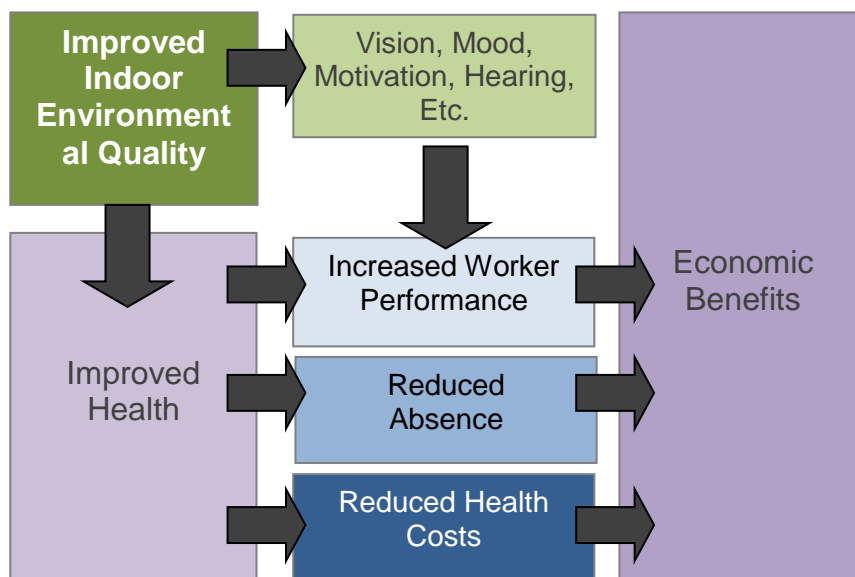 Improved
Indoor
Environment
al Quality
Vision, Mood,
Motivation, Hearing,
Etc.
Increased Worker
Performance
Economic
Benefits
Improved
Health
Reduced
Absence
Reduced Health
Costs